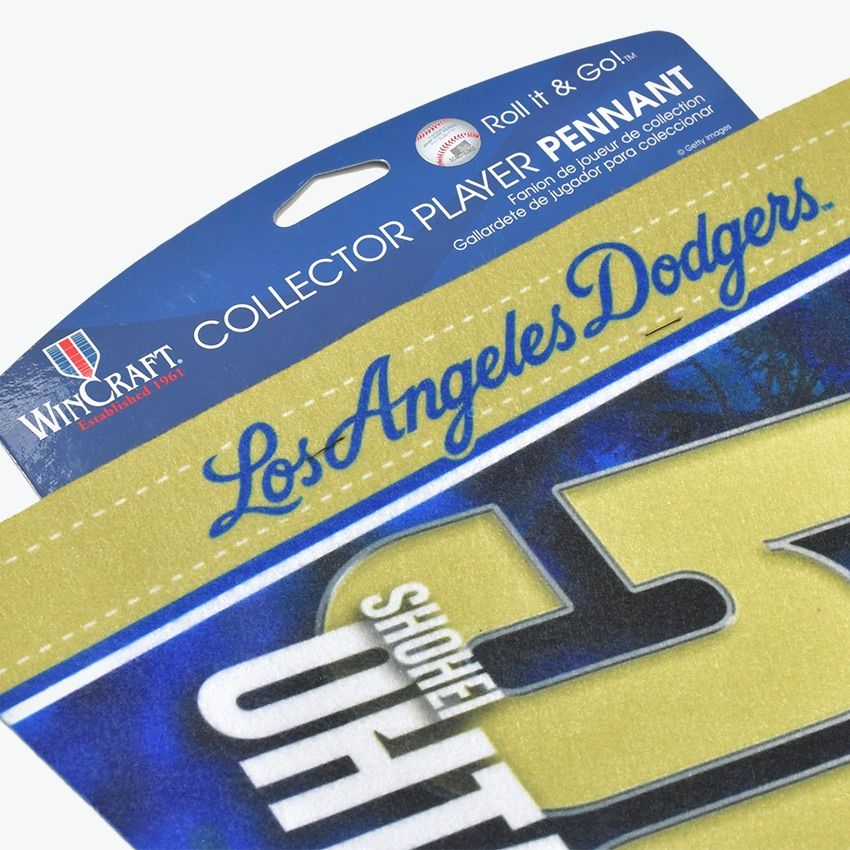 Roll it & Go!™
COLLECTOR PLAYER PENNANT
Fanion de joueur de collection
Gallardete de jugador para coleccionar
© Getty Images
WINCRAFT®
Established 1961
Los Angeles Dodgers™
SHOHEI
OHT